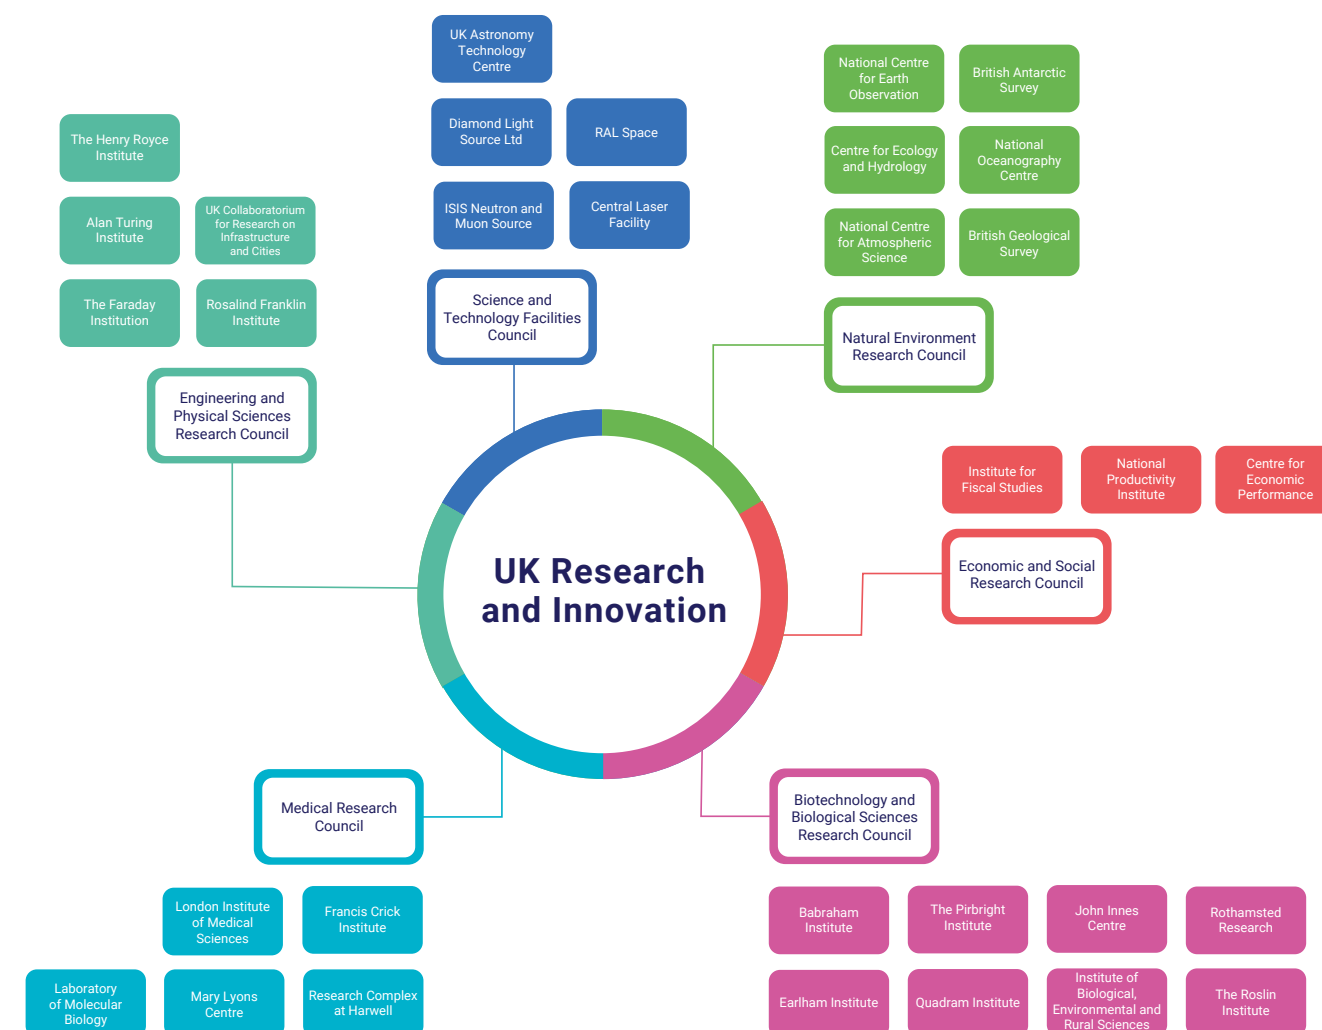 UK Astronomy
Technology
Centre
Diamond Light
Source Ltd
RAL Space
ISIS Neutron and
Muon Source
Central Laser
Facility
Science and
Technology Facilities
Council
National Centre
for Earth
Observation
British Antarctic
Survey
Centre for Ecology
and Hydrology
National
Oceanography
Centre
National Centre
for Atmospheric
Science
British Geological
Survey
Natural Environment
Research Council
The Henry Royce
Institute
Alan Turing
Institute
UK Collaboratorium
for Research on
Infrastructure
and Cities
The Faraday
Institution
Rosalind Franklin
Institute
Engineering and
Physical Sciences
Research Council
Institute for
Fiscal Studies
National
Productivity
Institute
Centre for
Economic
Performance
Economic and Social
Research Council
UK Research
and Innovation
Medical Research
Council
London Institute
of Medical
Sciences
Francis Crick
Institute
Laboratory
of Molecular
Biology
Mary Lyons
Centre
Research Complex
at Harwell
Biotechnology and
Biological Sciences
Research Council
Babraham
Institute
The Pirbright
Institute
John Innes
Centre
Rothamsted
Research
Earlham Institute
Quadram Institute
Institute of
Biological,
Environmental and
Rural Sciences
The Roslin
Institute